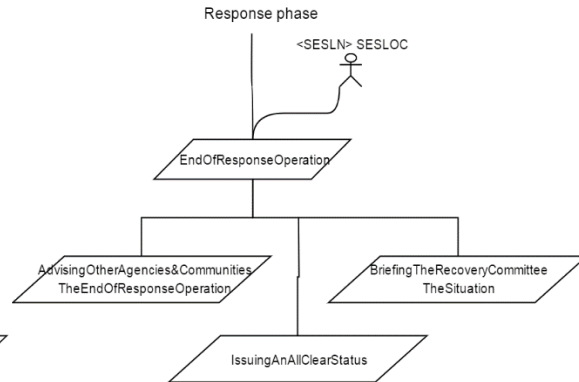 Response phase
<SESLN> SESLOC
EndOfResponseOperation
AdvisingOtherAgencies&Communities
TheEndOfResponseOperation
BriefingTheRecoveryCommittee
TheSituation
IssuingAnAllClearStatus